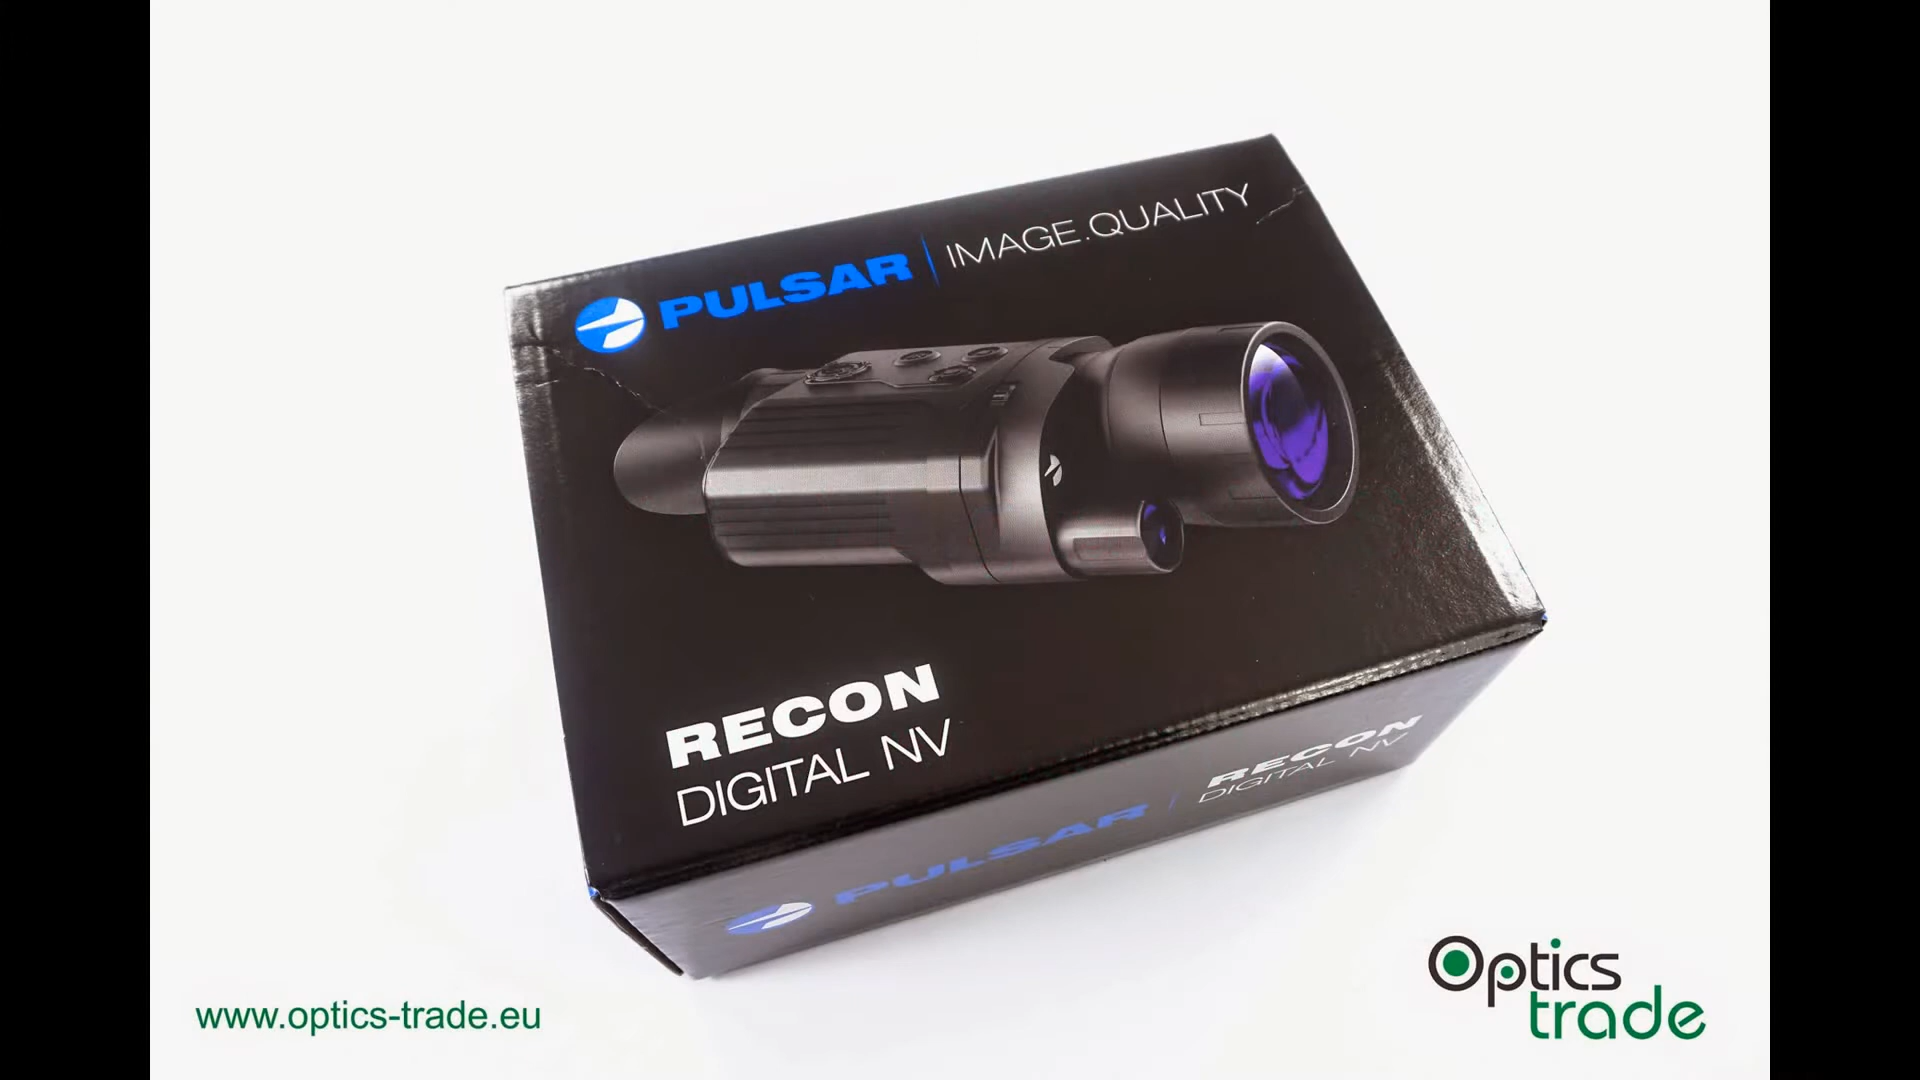 PULSAR | IMAGE.QUALITY
RECON
DIGITAL NV
PULSAR | RECON
DIGITAL NV
www.optics-trade.eu
Optics
trade